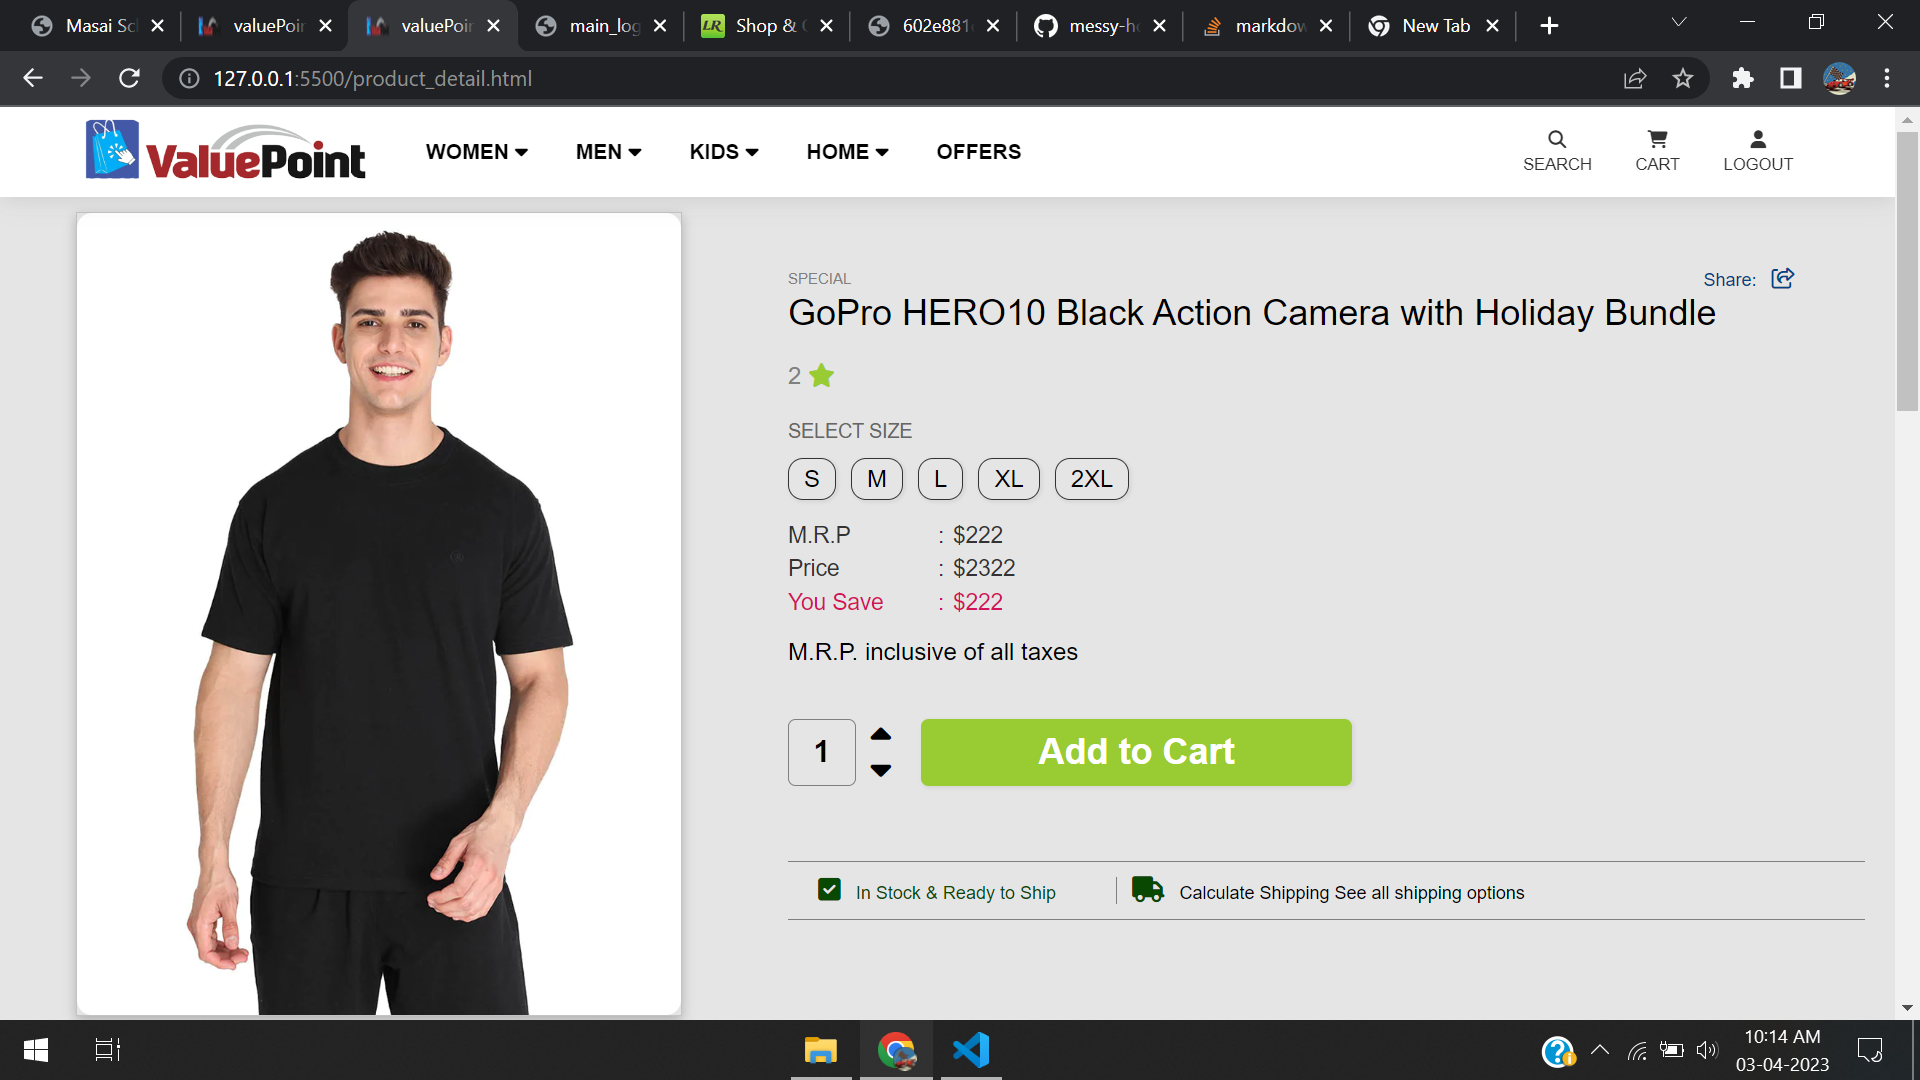 Masai Sc
valuePoin
valuePoin
main_log
Shop &
602e881
messy-h
markdow
New Tab
127.0.0.1:5500/product_detail.html
ValuePoint
WOMEN
MEN
KIDS
HOME
OFFERS
SEARCH
CART
LOGOUT
SPECIAL
Share:
GoPro HERO10 Black Action Camera with Holiday Bundle
2
SELECT SIZE
S M L XL 2XL
M.R.P : $222
Price : $2322
You Save : $222
M.R.P. inclusive of all taxes
1
Add to Cart
In Stock & Ready to Ship
Calculate Shipping See all shipping options
10:14 AM
03-04-2023